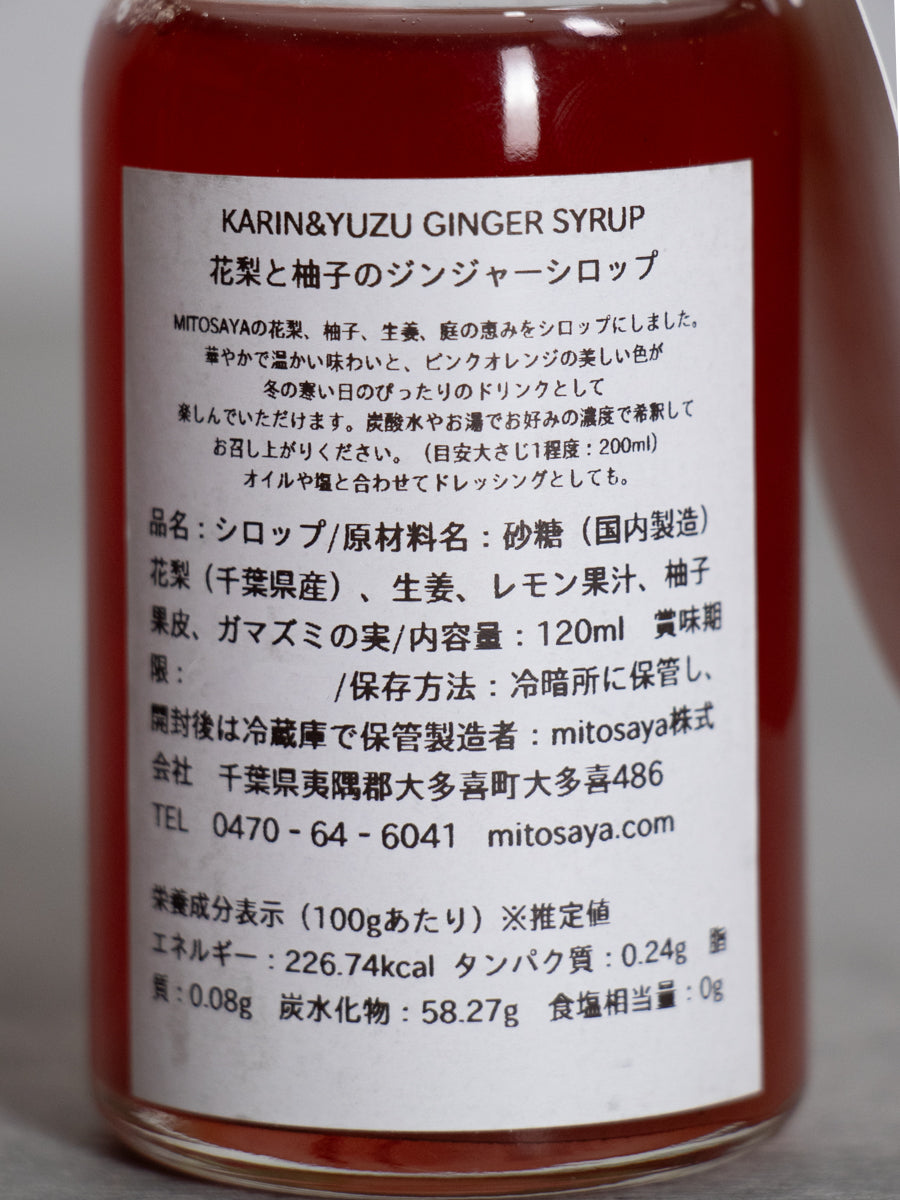 KARIN&YUZU GINGER SYRUP
花梨と柚子のジンジャーシロップ
MITOSAYAの花梨、柚子、生姜、庭の恵みをシロップにしました。
華やかで温かい味わいと、ピンクオレンジの美しい色が
冬の寒い日のぴったりのドリンクとして
楽しんでいただけます。炭酸水やお湯でお好みの濃度で希釈して
お召し上がりください。（目安大さじ1程度：200ml）
オイルや塩と合わせてドレッシングとしても。
品名：シロップ/原材料名：砂糖（国内製造）
花梨（千葉県産）、生姜、レモン果汁、柚子
果皮、ガマズミの実/内容量：120ml　賞味期
限：　　　　　/保存方法：冷暗所に保管し、
開封後は冷蔵庫で保管製造者：mitosaya株式
会社　千葉県夷隅郡大多喜町大多喜486
TEL　0470 - 64 - 6041　mitosaya.com
栄養成分表示（100gあたり）※推定値
エネルギー：226.74kcal タンパク質：0.24g　脂
質：0.08g　炭水化物：58.27g　食塩相当量：0g